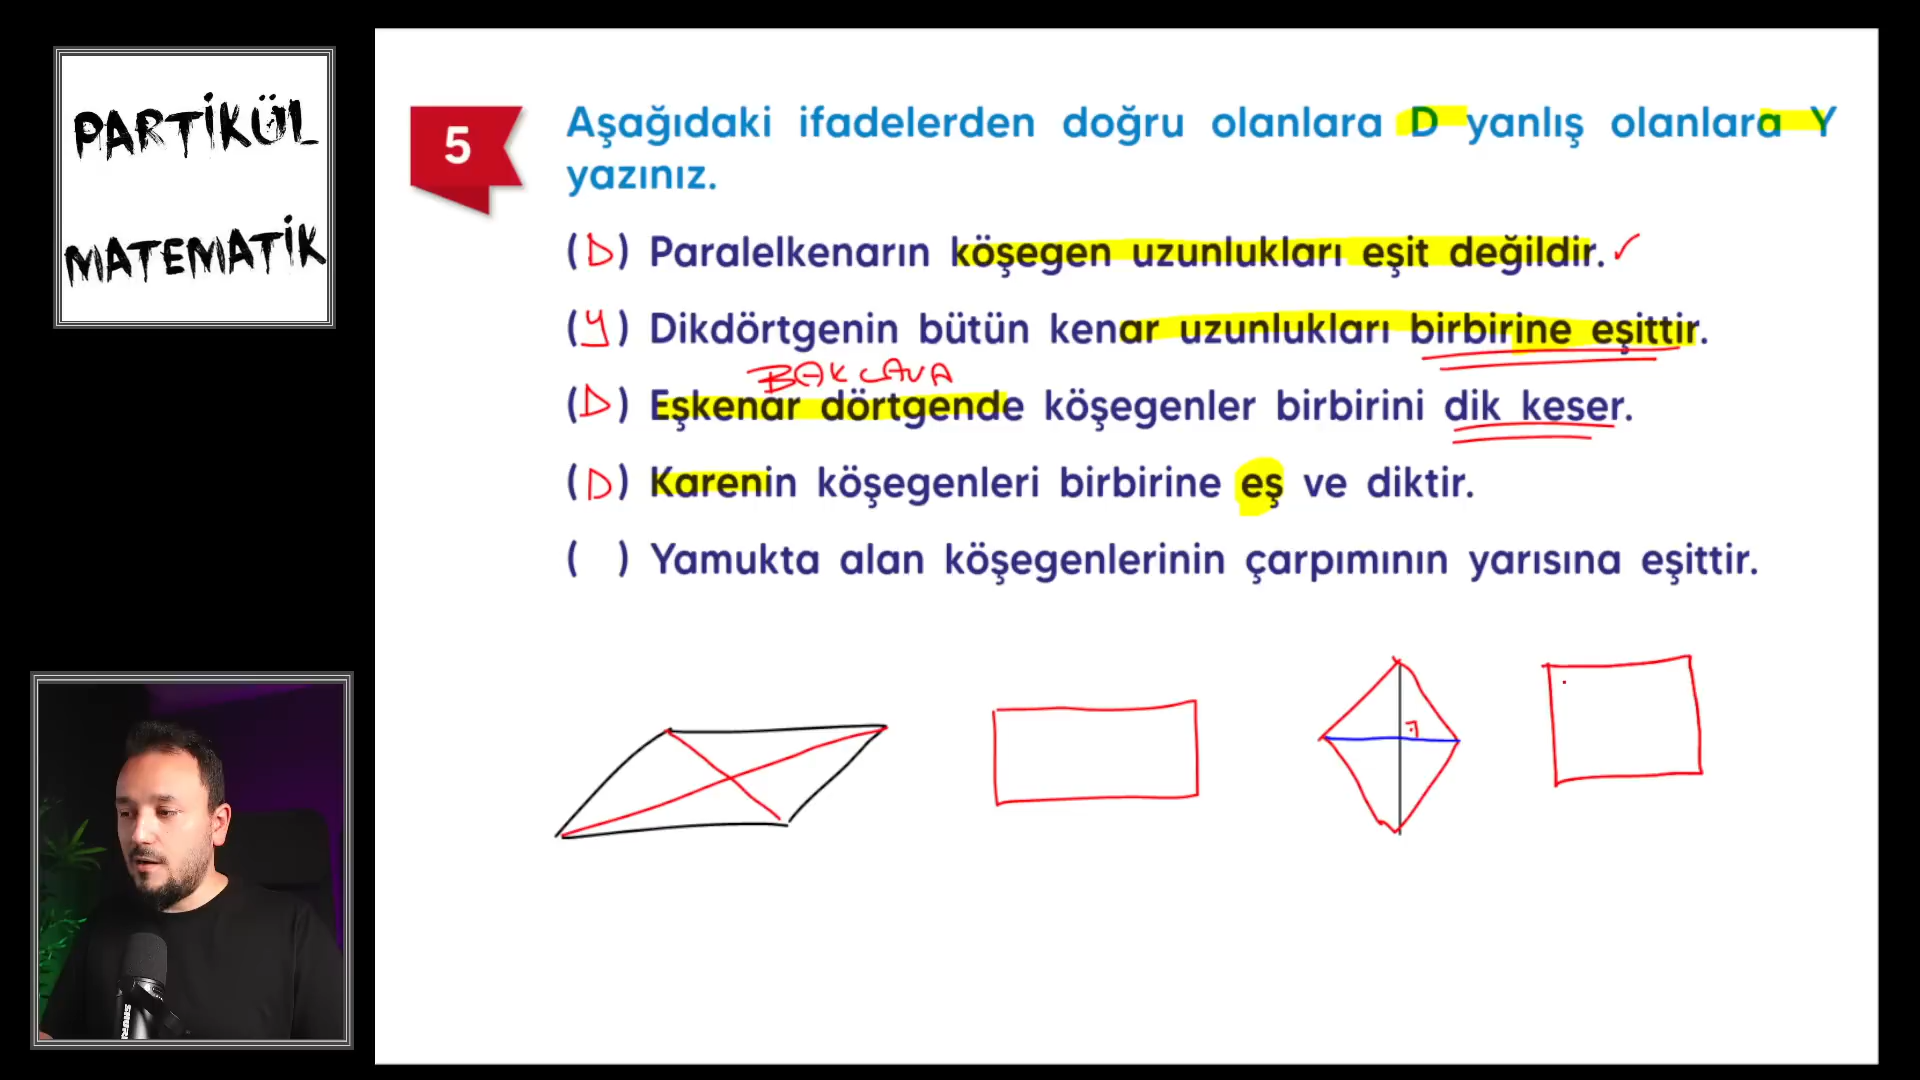 PARTİKÜL
MATEMATİK
5
Aşağıdaki ifadelerden doğru olanlara D yanlış olanlara Y
yazınız.
(D) Paralelkenarın köşegen uzunlukları eşit değildir. ✓
(Y) Dikdörtgenin bütün kenar uzunlukları birbirine eşittir.
BAKLAVA
(D) Eşkenar dörtgende köşegenler birbirini dik keser.
(D) Karenin köşegenleri birbirine eş ve diktir.
( ) Yamukta alan köşegenlerinin çarpımının yarısına eşittir.